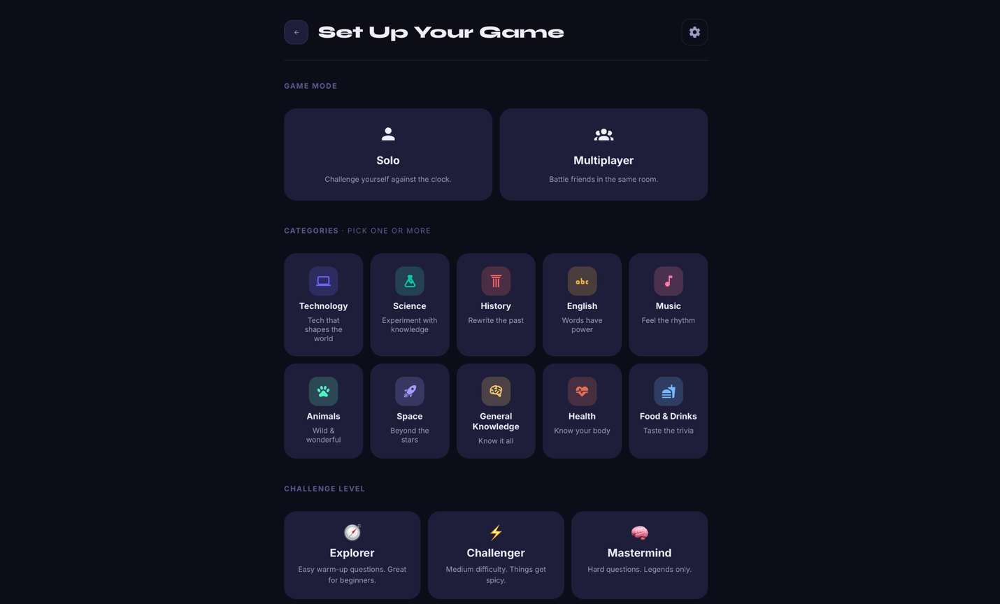 Set Up Your Game
GAME MODE
Solo
Challenge yourself against the clock.
Multiplayer
Battle friends in the same room.
CATEGORIES · PICK ONE OR MORE
Technology
Tech that
shapes the
world
Science
Experiment with
knowledge
History
Rewrite the past
abc
English
Words have
power
Music
Feel the rhythm
Animals
Wild &
wonderful
Space
Beyond the
stars
General
Knowledge
Know it all
Health
Know your body
Food & Drinks
Taste the trivia
CHALLENGE LEVEL
Explorer
Easy warm-up questions. Great
for beginners.
Challenger
Medium difficulty. Things get
spicy.
Mastermind
Hard questions. Legends only.